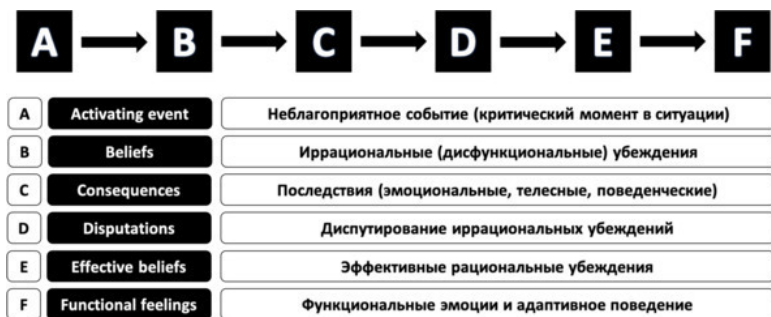 A B C D E F
A Activating event Неблагоприятное событие (критический момент в ситуации)
B Beliefs Иррациональные (дисфункциональные) убеждения
C Consequences Последствия (эмоциональные, телесные, поведенческие)
D Disputations Диспутирование иррациональных убеждений
E Effective beliefs Эффективные рациональные убеждения
F Functional feelings Функциональные эмоции и адаптивное поведение